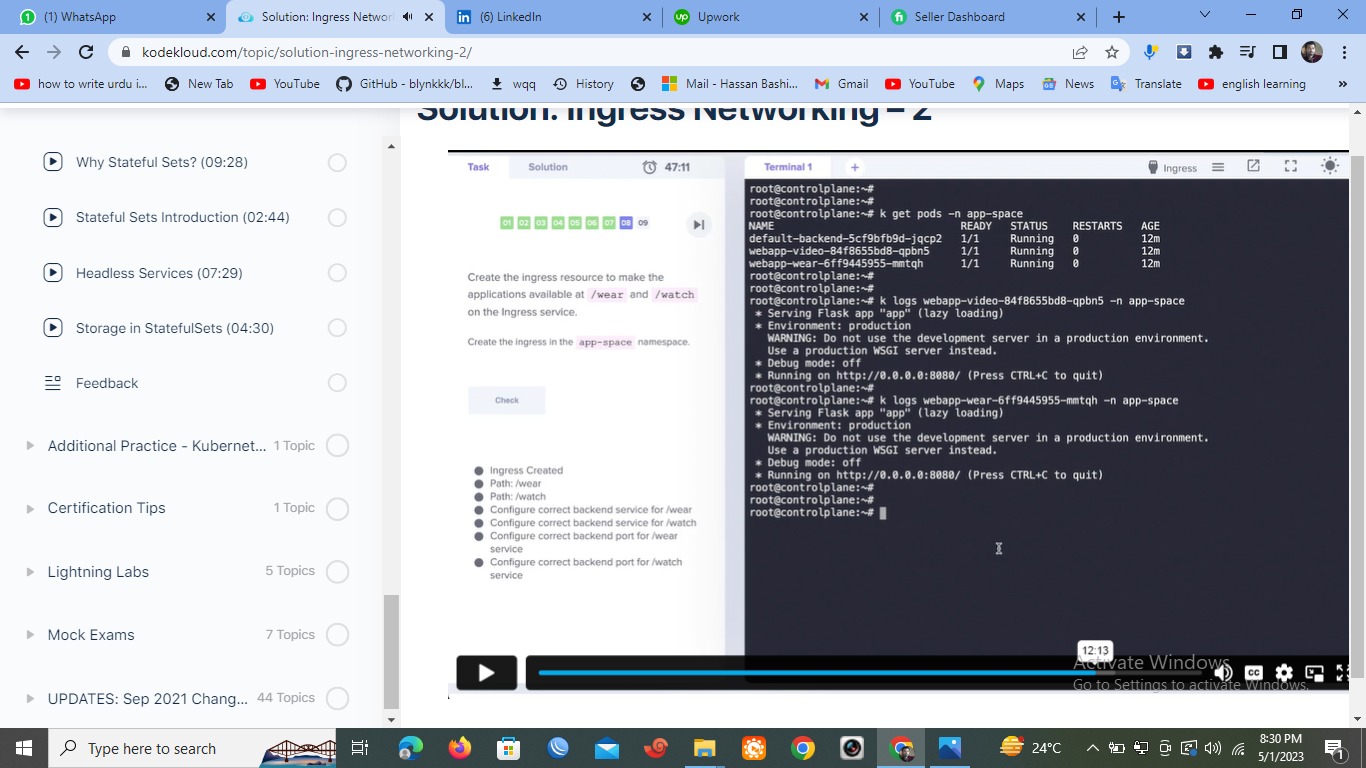 (1) WhatsApp
Solution: Ingress Networ
(6) LinkedIn
Upwork
Seller Dashboard
kodekloud.com/topic/solution-ingress-networking-2/
how to write urdu i...
New Tab
YouTube
GitHub - blynkkk/bl...
wqq
History
Mail - Hassan Bashi...
Gmail
YouTube
Maps
News
Translate
english learning
»
Solution: Ingress Networking – 2
Why Stateful Sets? (09:28)
Stateful Sets Introduction (02:44)
Headless Services (07:29)
Storage in StatefulSets (04:30)
Feedback
Additional Practice - Kubernet... 1 Topic
Certification Tips 1 Topic
Lightning Labs 5 Topics
Mock Exams 7 Topics
UPDATES: Sep 2021 Chang... 44 Topics
Task Solution 47:11
01 02 03 04 05 06 07 08 09
Create the ingress resource to make the
applications available at /wear and /watch
on the Ingress service.
Create the ingress in the app-space namespace.
Check
Ingress Created
Path: /wear
Path: /watch
Configure correct backend service for /wear
Configure correct backend service for /watch
Configure correct backend port for /wear
service
Configure correct backend port for /watch
service
Terminal 1 + Ingress
root@controlplane:~#
root@controlplane:~#
root@controlplane:~# k get pods -n app-space
NAME READY STATUS RESTARTS AGE
default-backend-5cf9bfb9d-jqcp2 1/1 Running 0 12m
webapp-video-84f8655bd8-qpbn5 1/1 Running 0 12m
webapp-wear-6ff9445955-mmtqh 1/1 Running 0 12m
root@controlplane:~#
root@controlplane:~#
root@controlplane:~# k logs webapp-video-84f8655bd8-qpbn5 -n app-space
* Serving Flask app "app" (lazy loading)
* Environment: production
WARNING: Do not use the development server in a production environment.
Use a production WSGI server instead.
* Debug mode: off
* Running on http://0.0.0.0:8080/ (Press CTRL+C to quit)
root@controlplane:~#
root@controlplane:~# k logs webapp-wear-6ff9445955-mmtqh -n app-space
* Serving Flask app "app" (lazy loading)
* Environment: production
WARNING: Do not use the development server in a production environment.
Use a production WSGI server instead.
* Debug mode: off
* Running on http://0.0.0.0:8080/ (Press CTRL+C to quit)
root@controlplane:~#
root@controlplane:~#
root@controlplane:~#
12:13
CC
Activate Windows
Go to Settings to activate Windows.
Type here to search
24°C
8:30 PM
5/1/2023
1